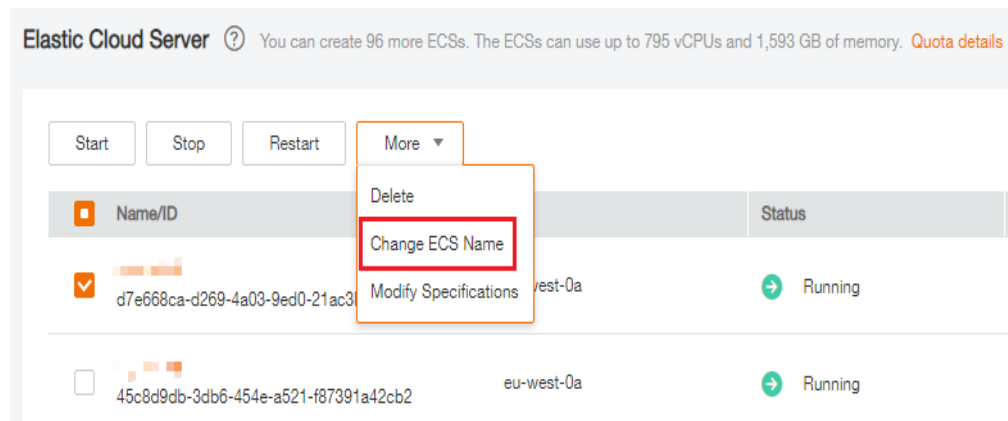 Elastic Cloud Server ? You can create 96 more ECSs. The ECSs can use up to 795 vCPUs and 1,593 GB of memory. Quota details
Start Stop Restart More
Delete
Name/ID Status
Change ECS Name
d7e668ca-d269-4a03-9ed0-21ac3 west-0a Running
Modify Specifications
45c8d9db-3db6-454e-a521-f87391a42cb2 eu-west-0a Running